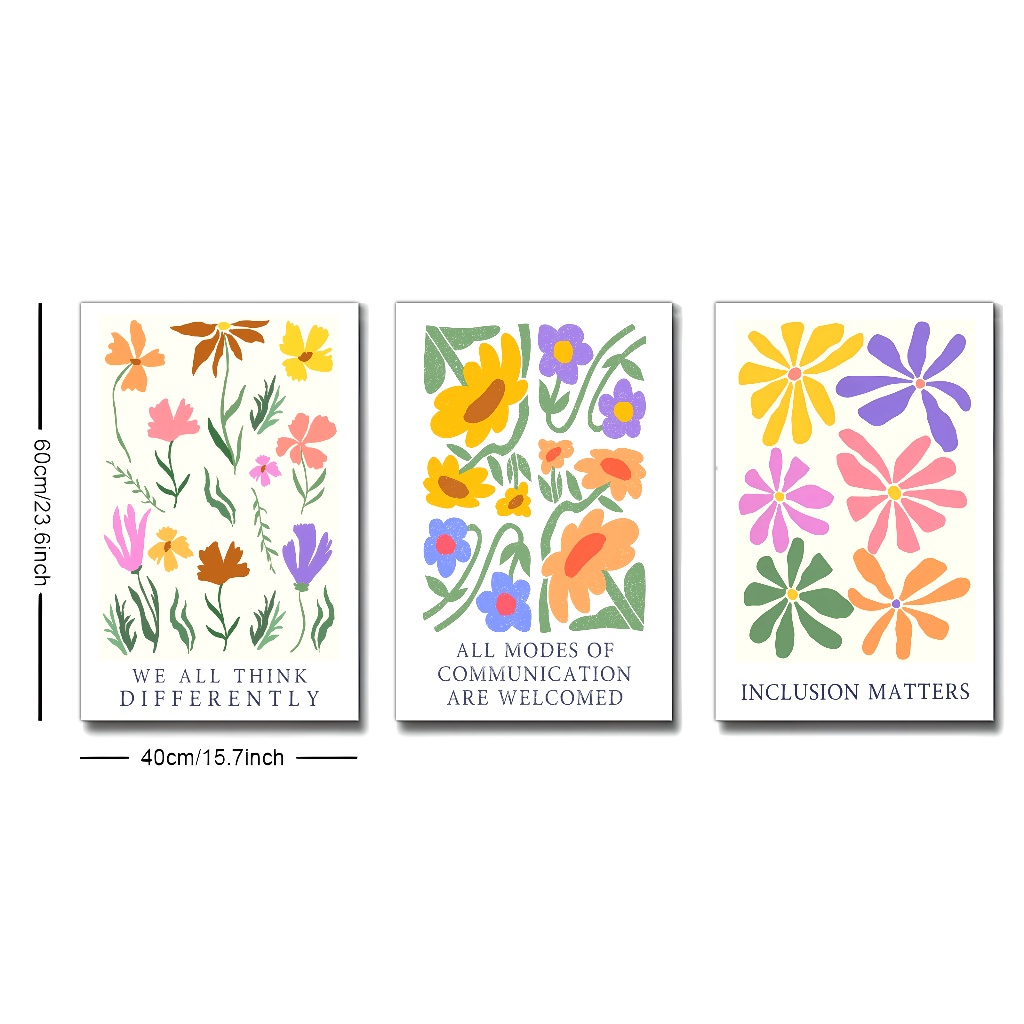 60cm/23.6inch
WE ALL THINK
DIFFERENTLY
ALL MODES OF
COMMUNICATION
ARE WELCOMED
INCLUSION MATTERS
40cm/15.7inch